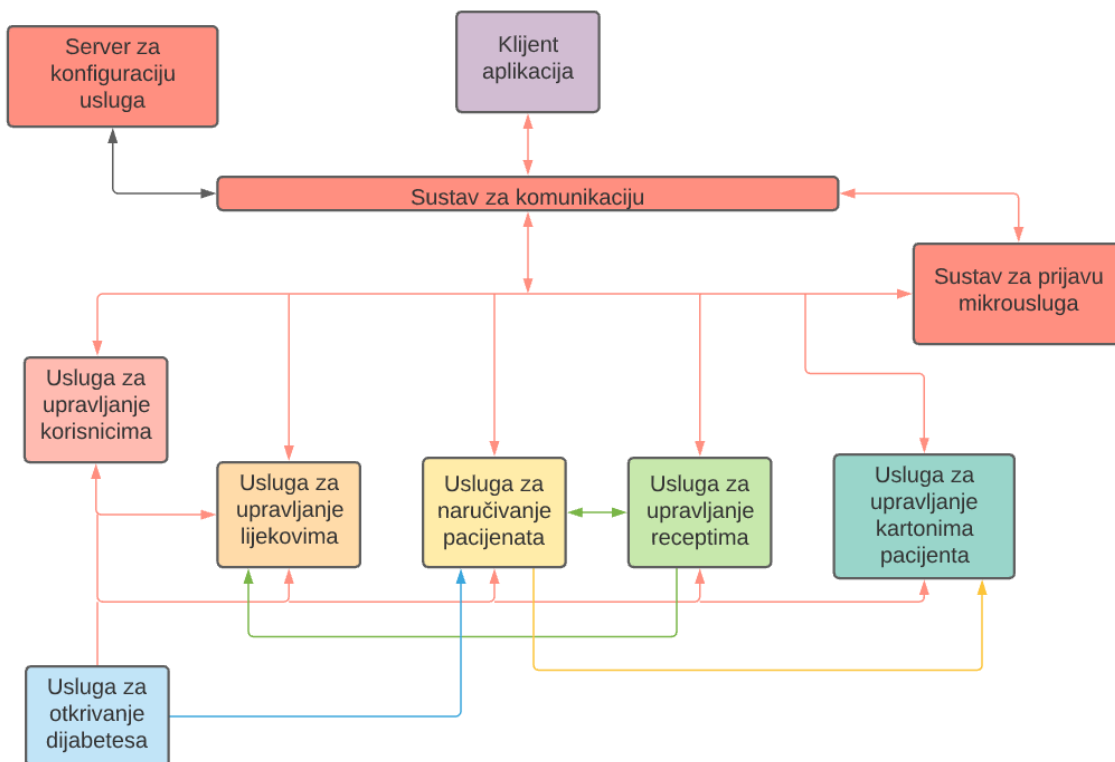 Server za
konfiguraciju
usluga
Klijent
aplikacija
Sustav za komunikaciju
Sustav za prijavu
mikrousluga
Usluga za
upravljanje
korisnicima
Usluga za
upravljanje
lijekovima
Usluga za
naručivanje
pacijenata
Usluga za
upravljanje
receptima
Usluga za
upravljanje
kartonima
pacijenta
Usluga za
otkrivanje
dijabetesa